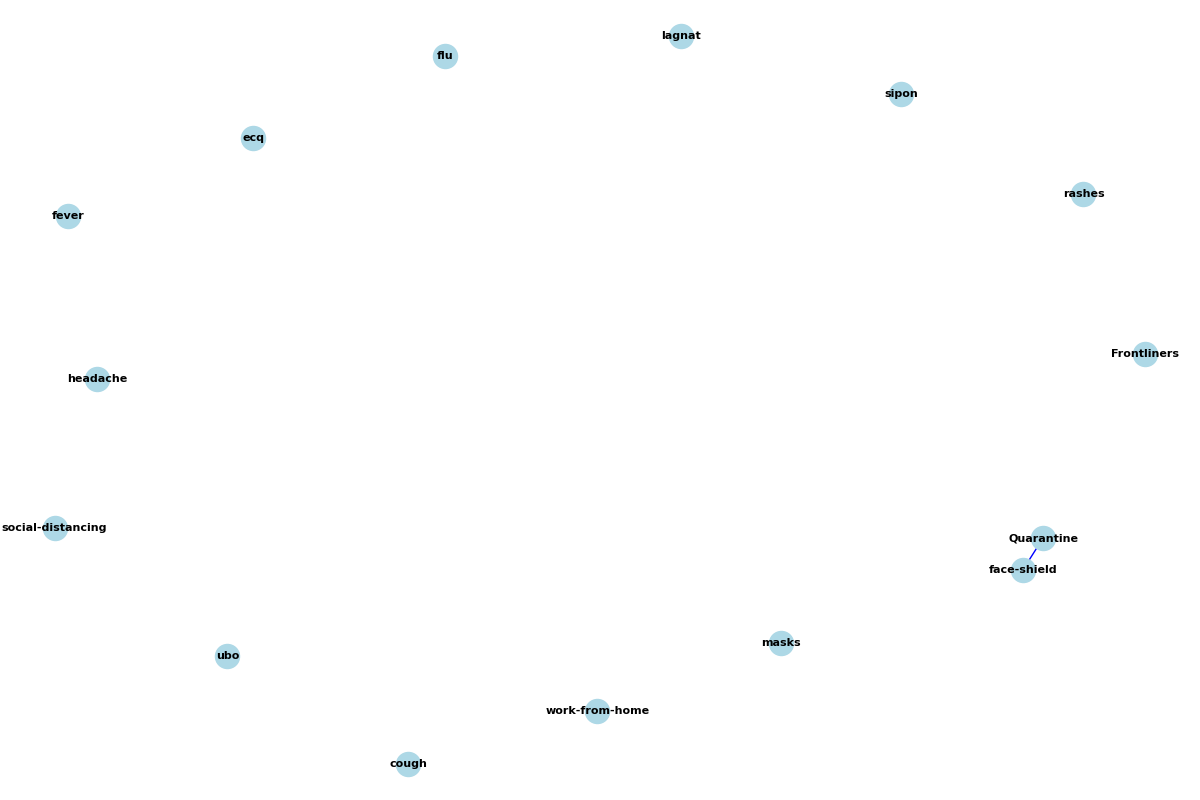 lagnat
flu
sipon
ecq
rashes
fever
Frontliners
headache
social-distancing
Quarantine
face-shield
masks
ubo
work-from-home
cough